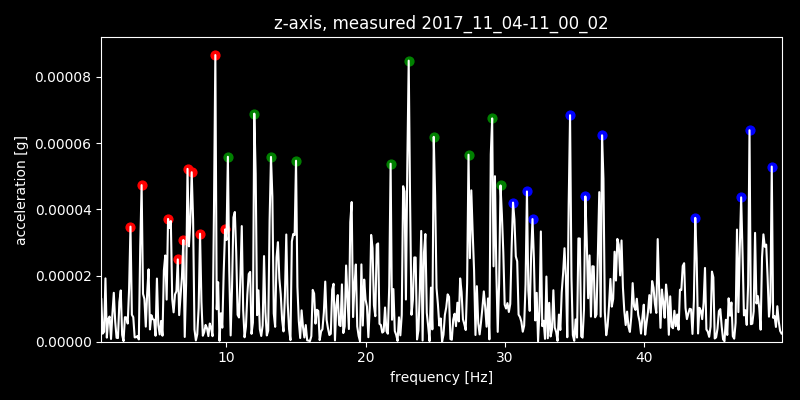 z-axis, measured 2017_11_04-11_00_02
0.00008
0.00006
0.00004
0.00002
0.00000
acceleration [g]
10 20 30 40
frequency [Hz]